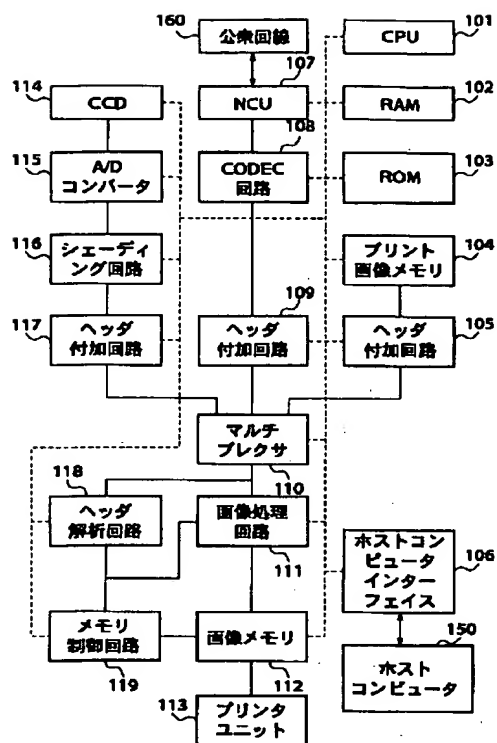 160
公衆回線
101
CPU
114
CCD
107
NCU
102
RAM
115
A/D
コンバータ
108
CODEC
回路
103
ROM
116
シェーディ
ング回路
104
プリント
画像メモリ
117
ヘッダ
付加回路
109
ヘッダ
付加回路
105
ヘッダ
付加回路
マルチ
プレクサ
110
118
ヘッダ
解析回路
画像処理
回路
111
ホストコン
ピュータ
インター
フェイス
106
メモリ
制御回路
119
画像メモリ
112
150
ホスト
コンピュータ
113
プリンタ
ユニット